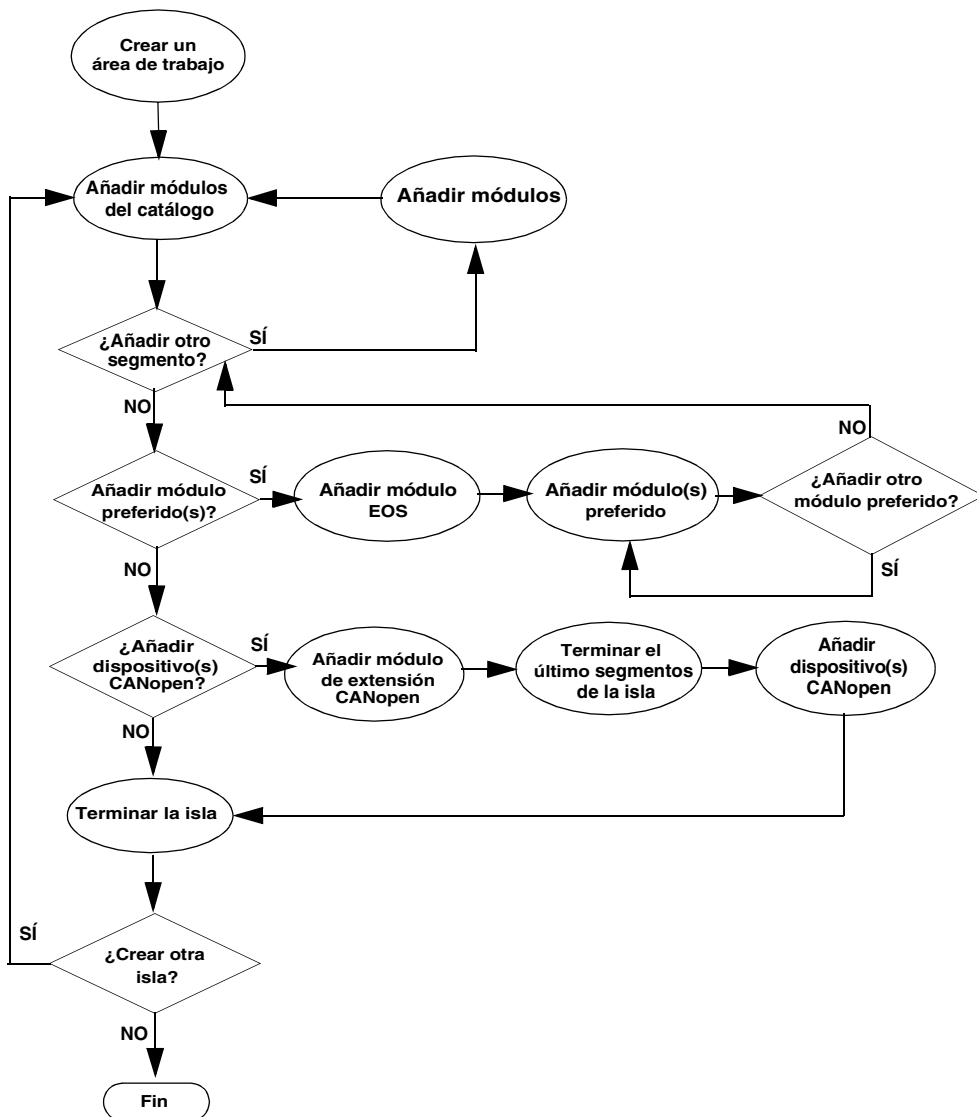 Crear un
área de trabajo
Añadir módulos
del catálogo
Añadir módulos
¿Añadir otro
segmento?
SÍ
NO
NO
Añadir módulo
preferido(s)?
SÍ
Añadir módulo
EOS
Añadir módulo(s)
preferido
¿Añadir otro
módulo preferido?
SÍ
NO
¿Añadir
dispositivo(s)
CANopen?
SÍ
Añadir módulo
de extensión
CANopen
Terminar el
último segmentos
de la isla
Añadir
dispositivo(s)
CANopen
NO
Terminar la isla
SÍ
¿Crear otra
isla?
NO
Fin